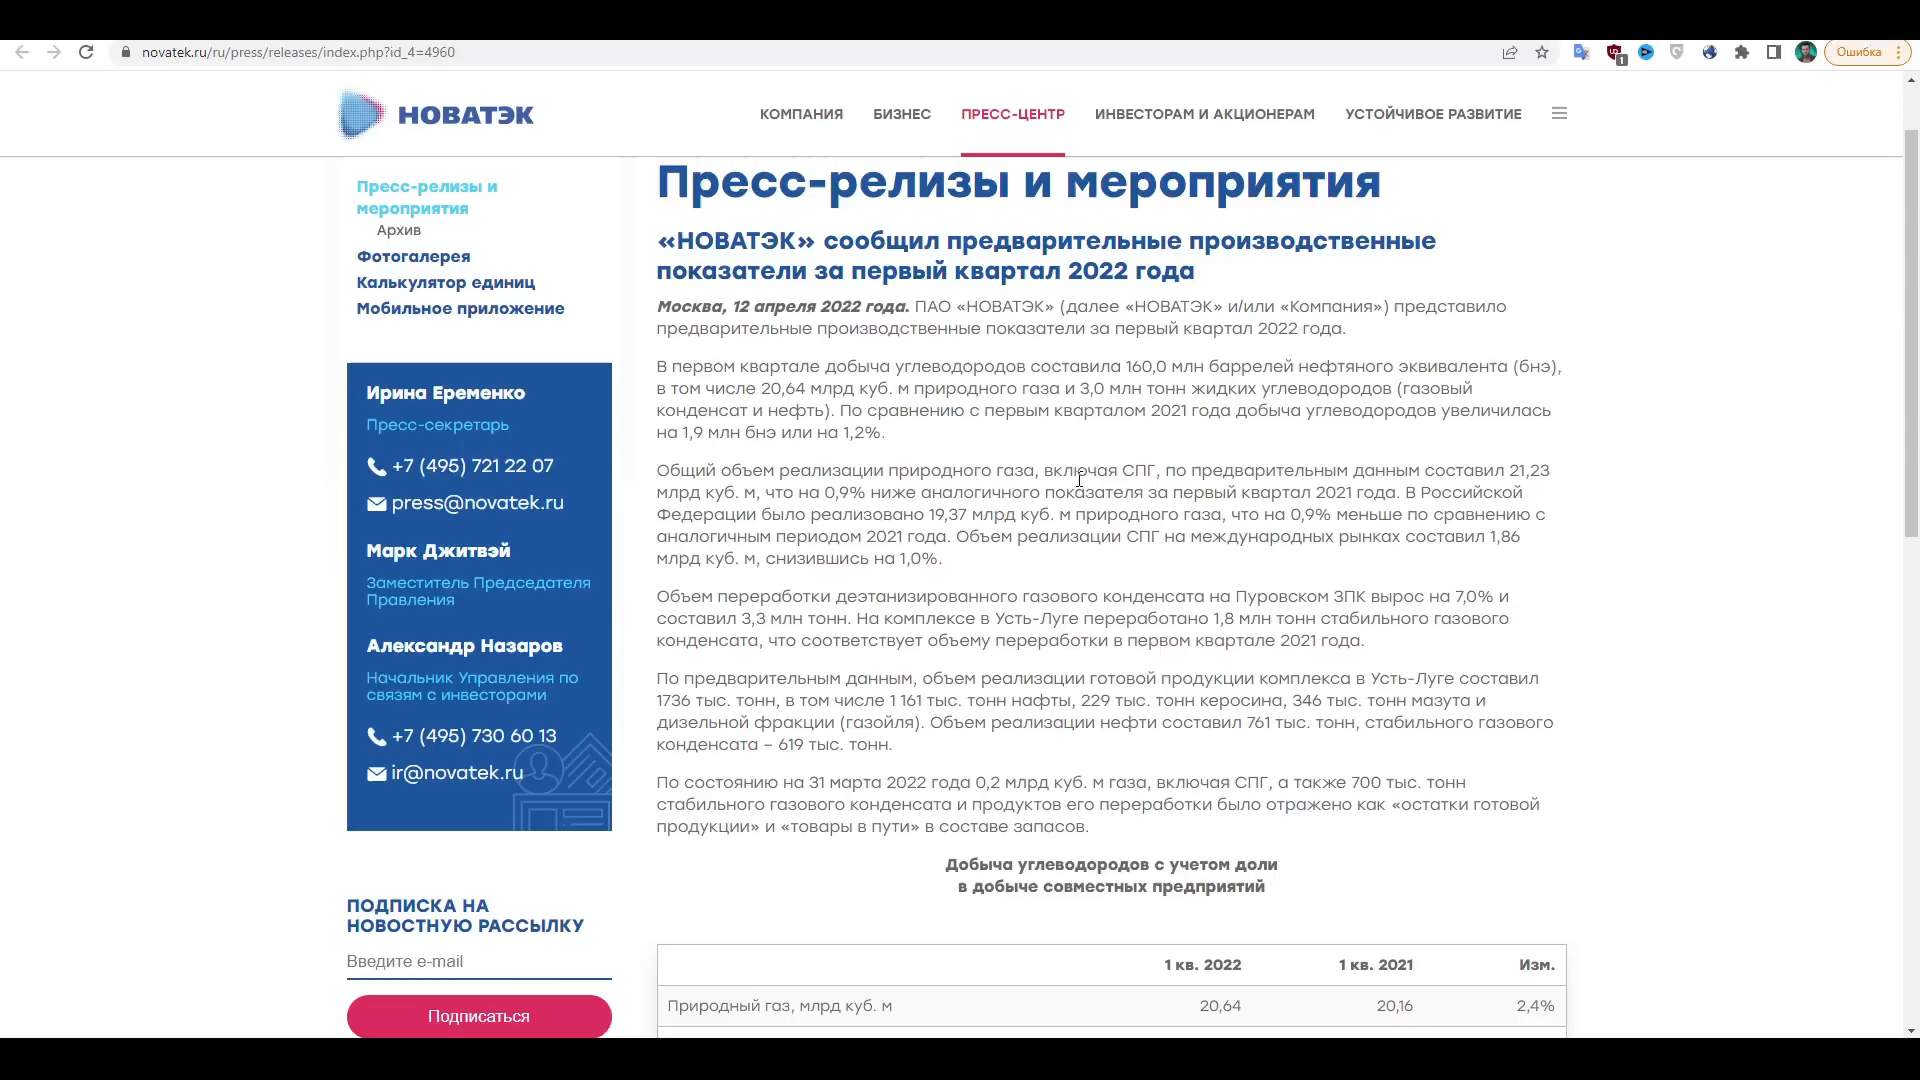 novatek.ru/ru/press/releases/index.php?id_4=4960
1
Ошибка
НОВАТЭК
КОМПАНИЯ
БИЗНЕС
ПРЕСС-ЦЕНТР
ИНВЕСТОРАМ И АКЦИОНЕРАМ
УСТОЙЧИВОЕ РАЗВИТИЕ
Пресс-релизы и
мероприятия
Архив
Фотогалерея
Калькулятор единиц
Мобильное приложение
Ирина Еременко
Пресс-секретарь
+7 (495) 721 22 07
press@novatek.ru
Марк Джитвэй
Заместитель Председателя
Правления
Александр Назаров
Начальник Управления по
связям с инвесторами
+7 (495) 730 60 13
ir@novatek.ru
ПОДПИСКА НА
НОВОСТНУЮ РАССЫЛКУ
Введите e-mail
Подписаться
Пресс-релизы и мероприятия
«НОВАТЭК» сообщил предварительные производственные
показатели за первый квартал 2022 года
Москва, 12 апреля 2022 года. ПАО «НОВАТЭК» (далее «НОВАТЭК» и/или «Компания») представило
предварительные производственные показатели за первый квартал 2022 года.
В первом квартале добыча углеводородов составила 160,0 млн баррелей нефтяного эквивалента (бнэ),
в том числе 20,64 млрд куб. м природного газа и 3,0 млн тонн жидких углеводородов (газовый
конденсат и нефть). По сравнению с первым кварталом 2021 года добыча углеводородов увеличилась
на 1,9 млн бнэ или на 1,2%.
Общий объем реализации природного газа, включая СПГ, по предварительным данным составил 21,23
млрд куб. м, что на 0,9% ниже аналогичного показателя за первый квартал 2021 года. В Российской
Федерации было реализовано 19,37 млрд куб. м природного газа, что на 0,9% меньше по сравнению с
аналогичным периодом 2021 года. Объем реализации СПГ на международных рынках составил 1,86
млрд куб. м, снизившись на 1,0%.
Объем переработки деэтанизированного газового конденсата на Пуровском ЗПК вырос на 7,0% и
составил 3,3 млн тонн. На комплексе в Усть-Луге переработано 1,8 млн тонн стабильного газового
конденсата, что соответствует объему переработки в первом квартале 2021 года.
По предварительным данным, объем реализации готовой продукции комплекса в Усть-Луге составил
1736 тыс. тонн, в том числе 1 161 тыс. тонн нафты, 229 тыс. тонн керосина, 346 тыс. тонн мазута и
дизельной фракции (газойля). Объем реализации нефти составил 761 тыс. тонн, стабильного газового
конденсата – 619 тыс. тонн.
По состоянию на 31 марта 2022 года 0,2 млрд куб. м газа, включая СПГ, а также 700 тыс. тонн
стабильного газового конденсата и продуктов его переработки было отражено как «остатки готовой
продукции» и «товары в пути» в составе запасов.
Добыча углеводородов с учетом доли
в добыче совместных предприятий
1 кв. 2022 1 кв. 2021 Изм.
Природный газ, млрд куб. м 20,64 20,16 2,4%